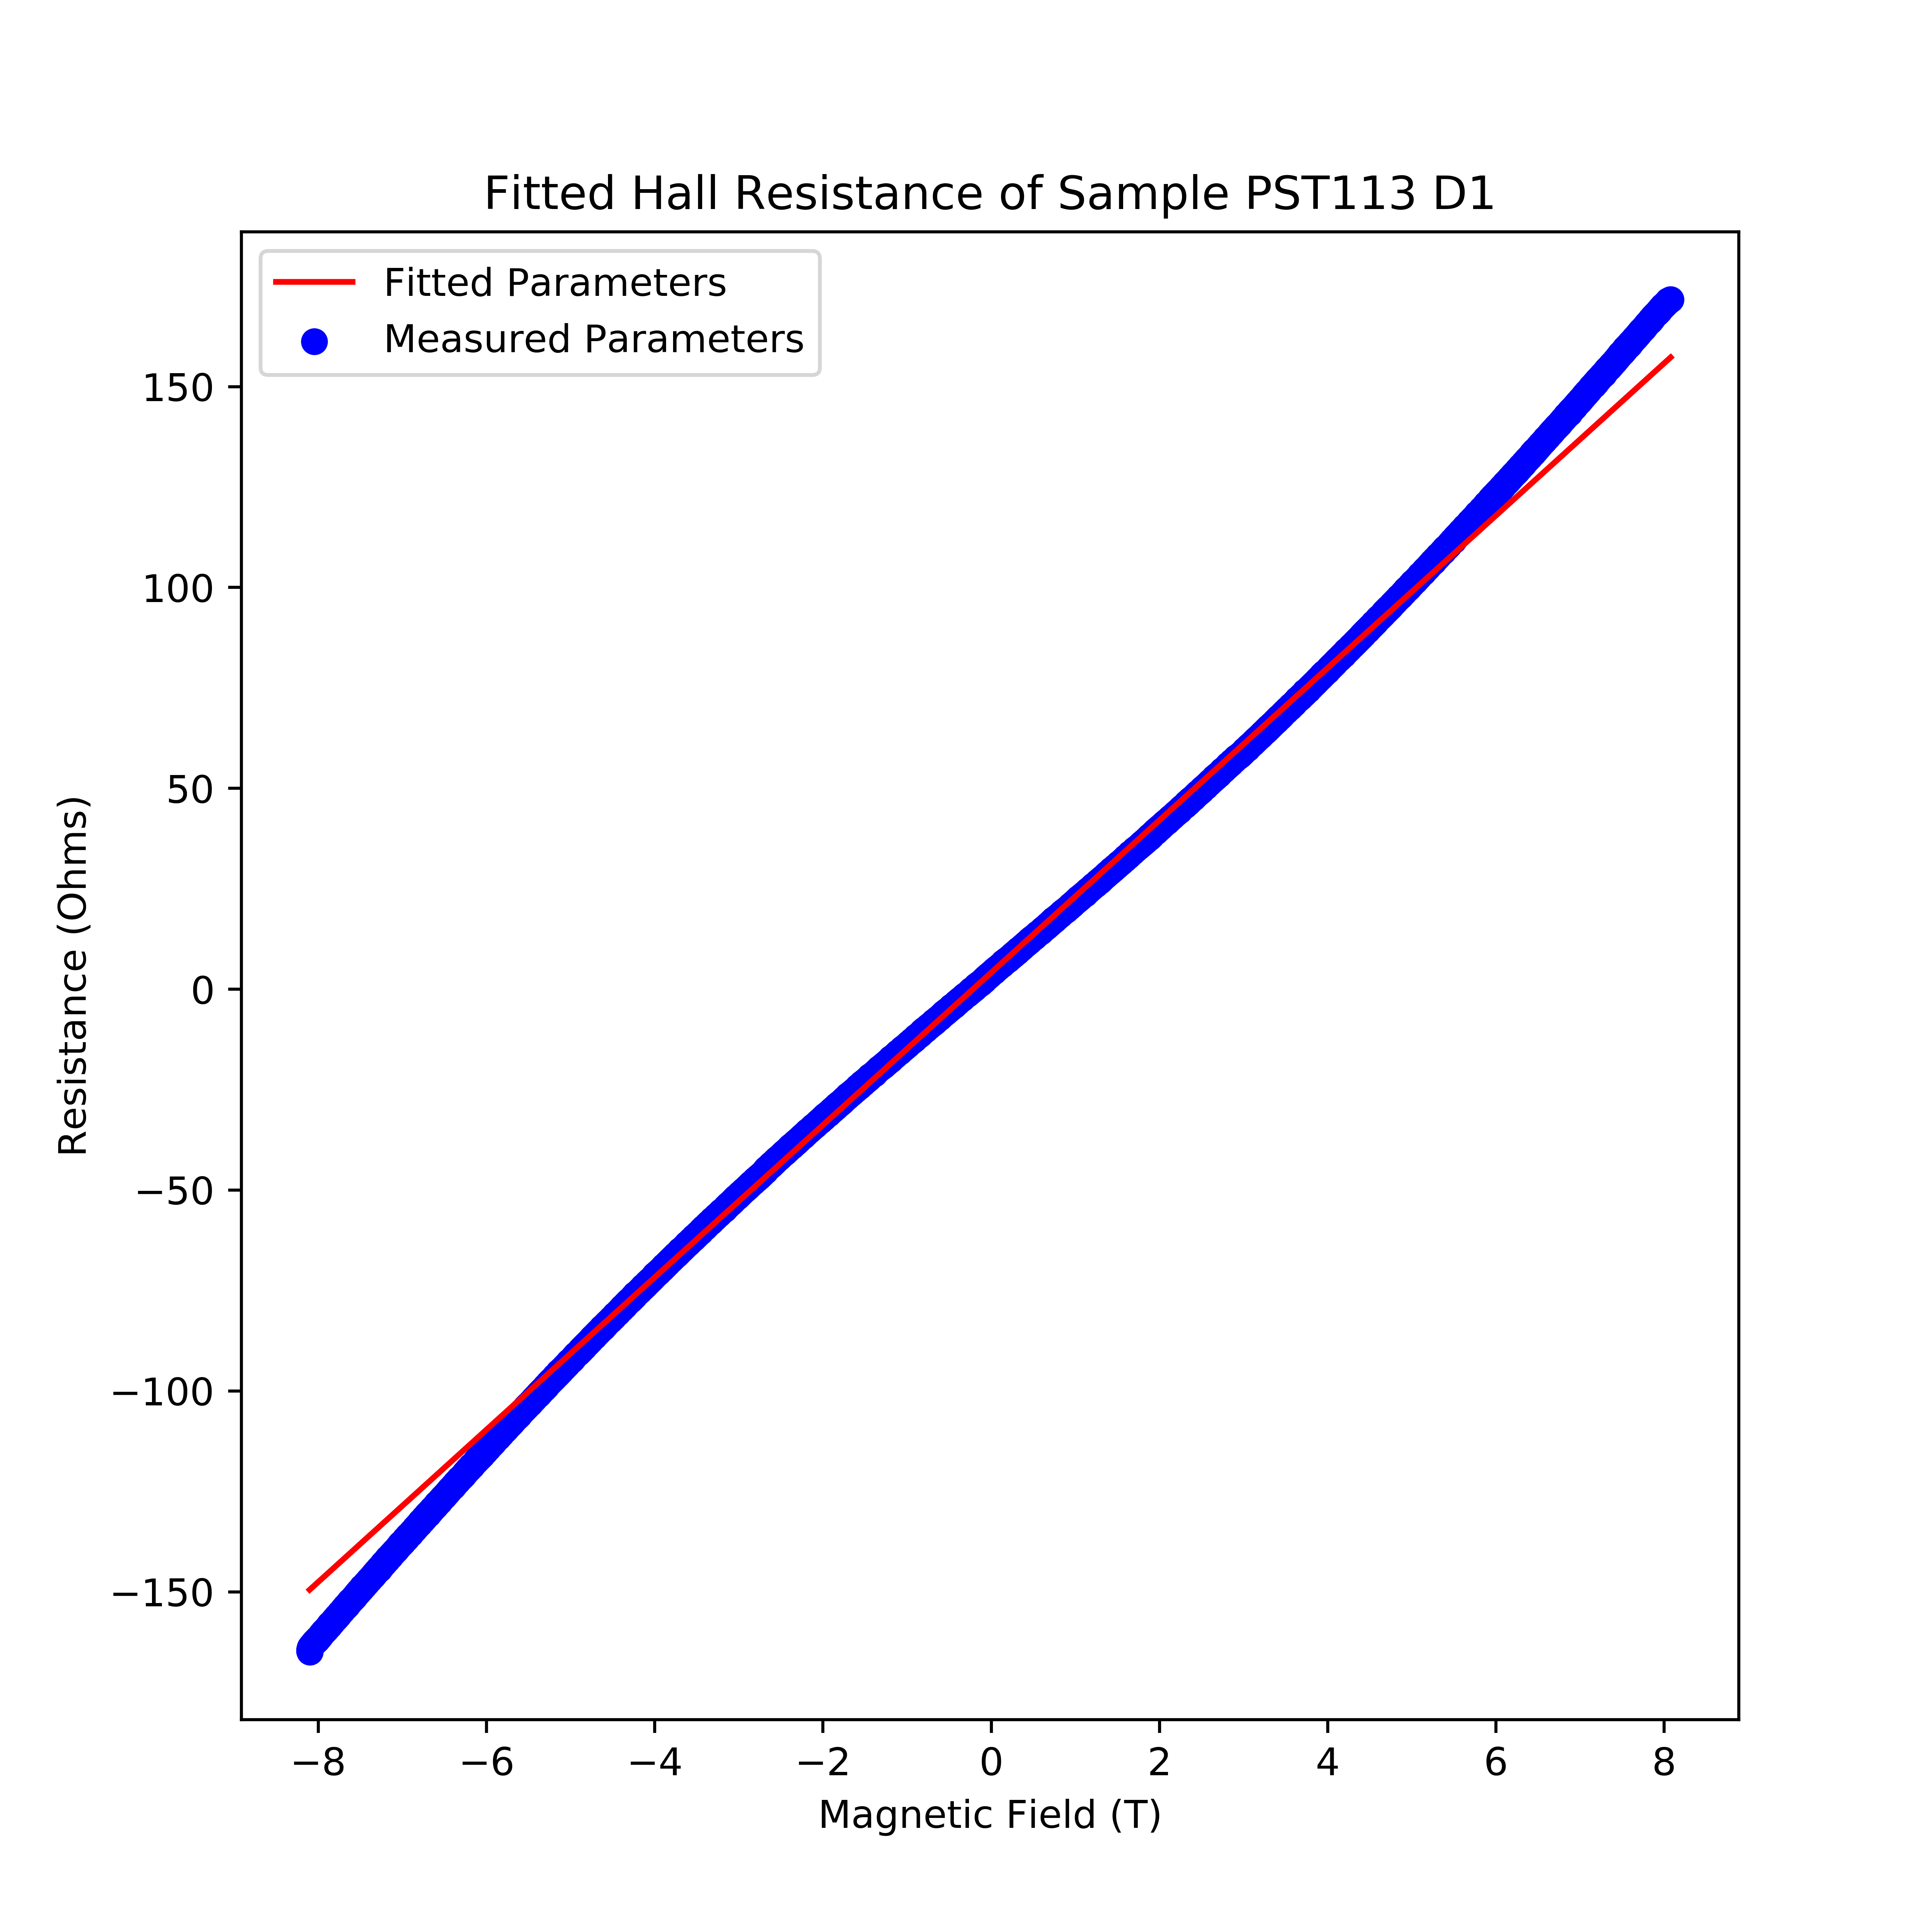 Fitted Hall Resistance of Sample PST113 D1
Fitted Parameters
Measured Parameters
150
100
50
0
−50
−100
−150
Resistance (Ohms)
−8 −6 −4 −2 0 2 4 6 8
Magnetic Field (T)